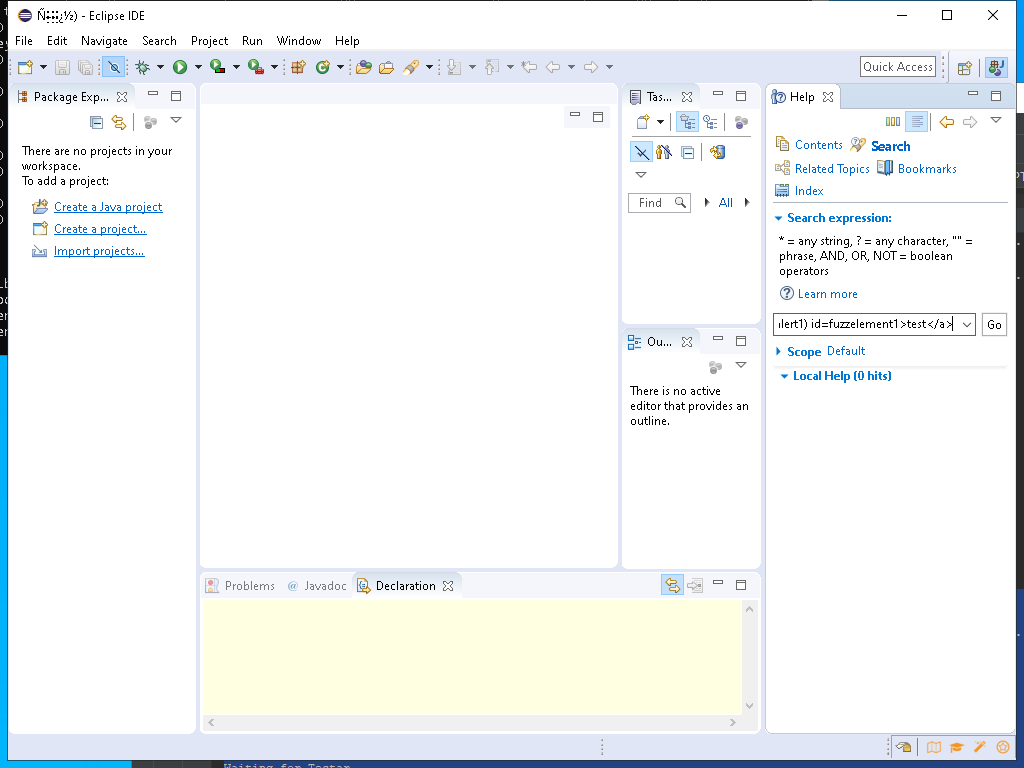 - Eclipse IDE
File Edit Navigate Search Project Run Window Help
Quick Access
Package Exp...
There are no projects in your
workspace.
To add a project:
Create a Java project
Create a project...
Import projects...
Tas...
Find
All
Ou...
There is no active
editor that provides an
outline.
Help
Contents Search
Related Topics Bookmarks
Index
Search expression:
* = any string, ? = any character, "" =
phrase, AND, OR, NOT = boolean
operators
Learn more
lert1) id=fuzzelement1>test</a>
Go
Scope Default
Local Help (0 hits)
Problems @ Javadoc Declaration
Waiting for Testar